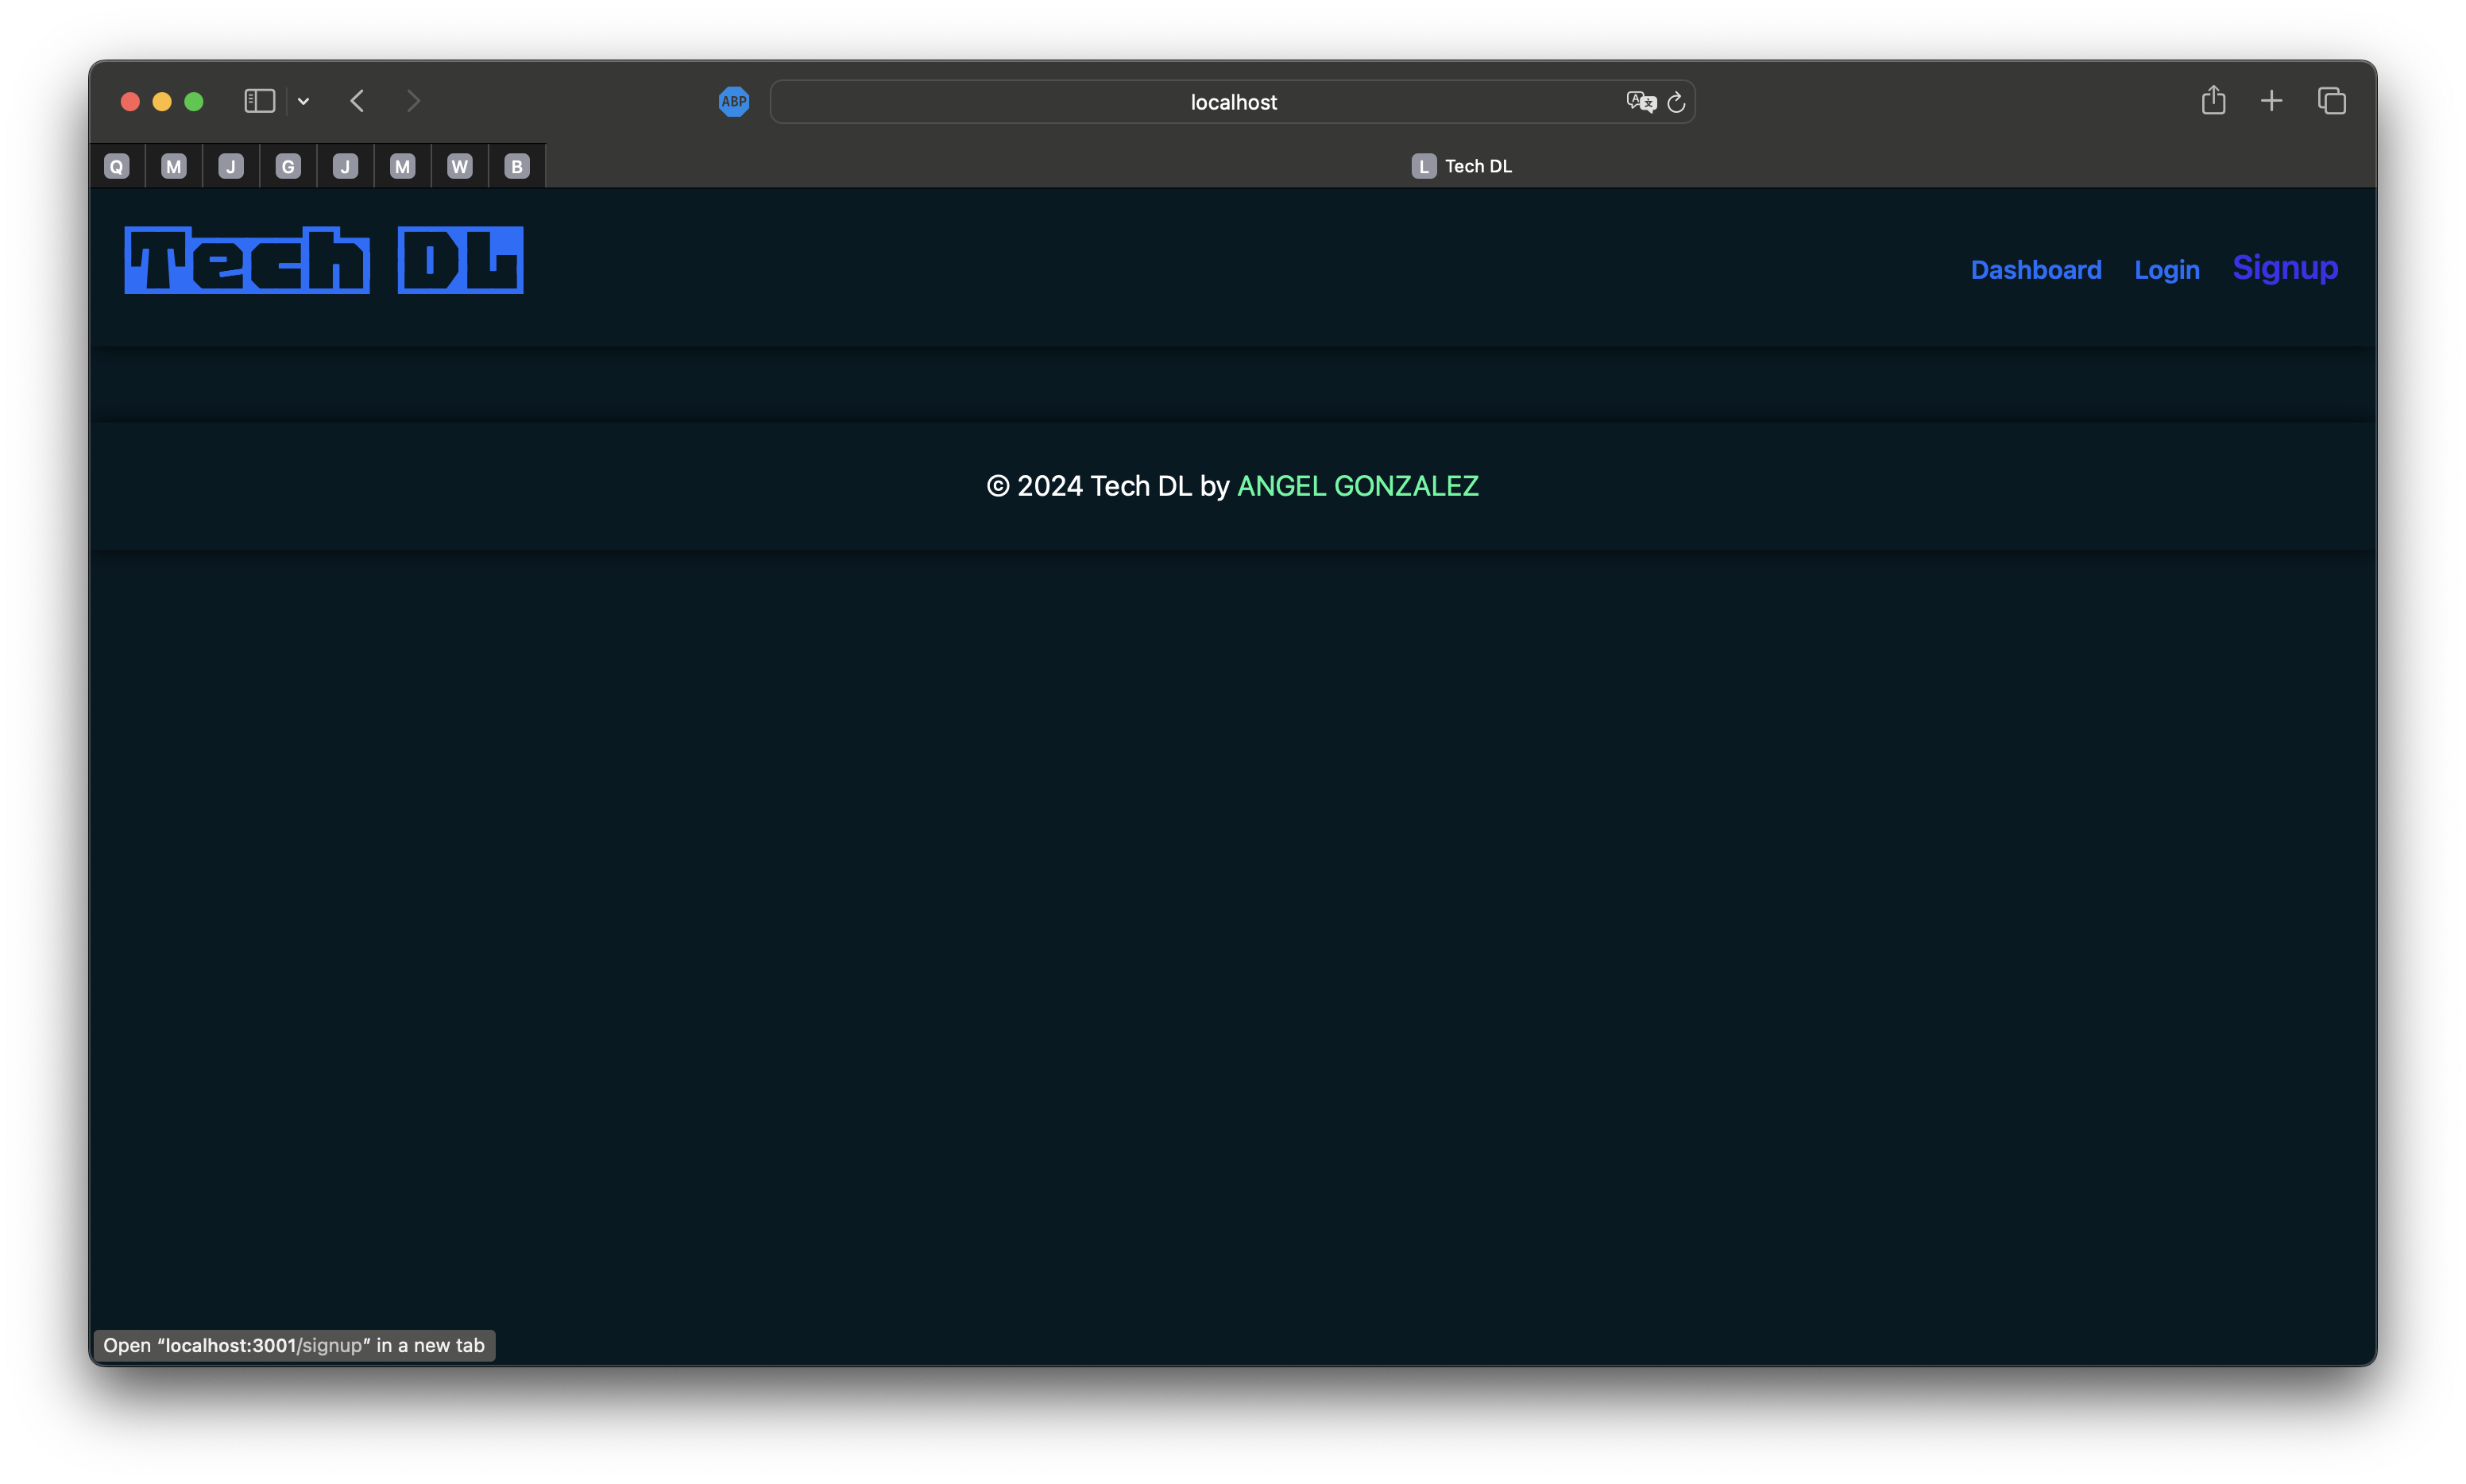 ABP
localhost
Q M J G J M W B
L Tech DL
Tech DL
Dashboard Login Signup
© 2024 Tech DL by ANGEL GONZALEZ
Open “localhost:3001/signup” in a new tab